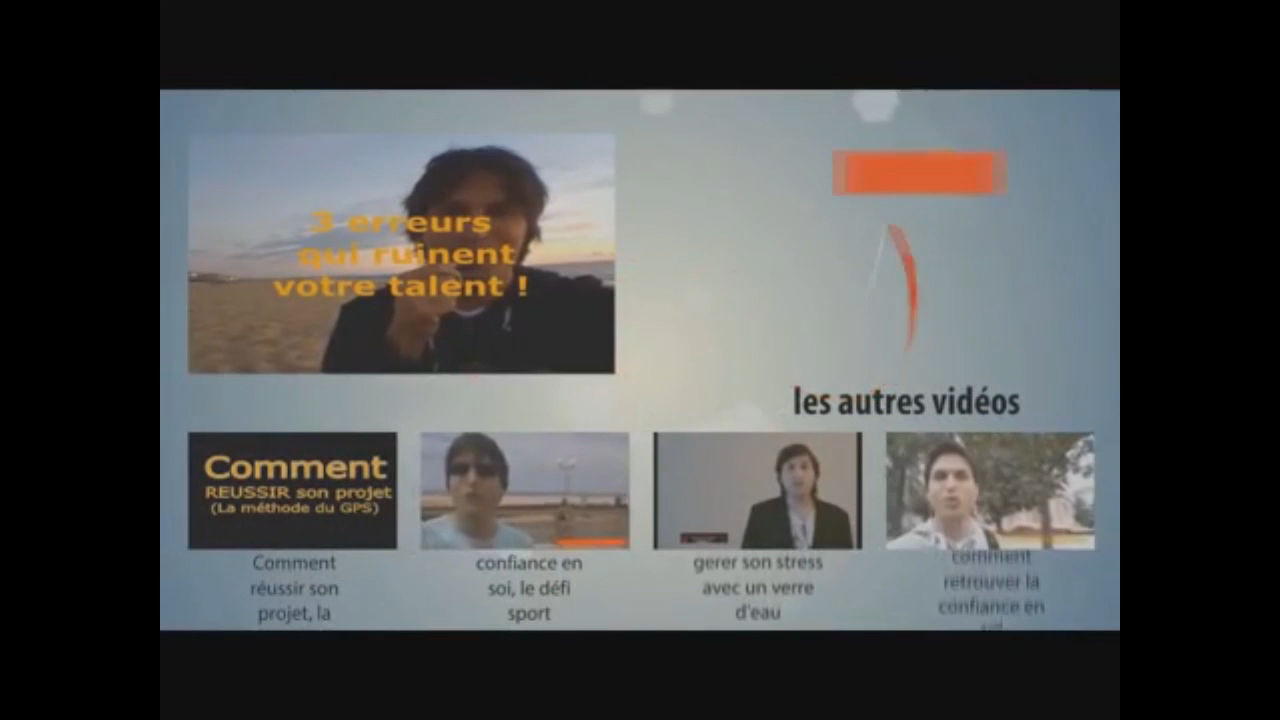 3 erreurs
qui ruinent
votre talent !
les autres vidéos
Comment
REUSSIR son projet
(La méthode du GPS)
Comment
réussir son
projet, la
confiance en
soi, le défi
sport
gerer son stress
avec un verre
d'eau
comment
retrouver la
confiance en